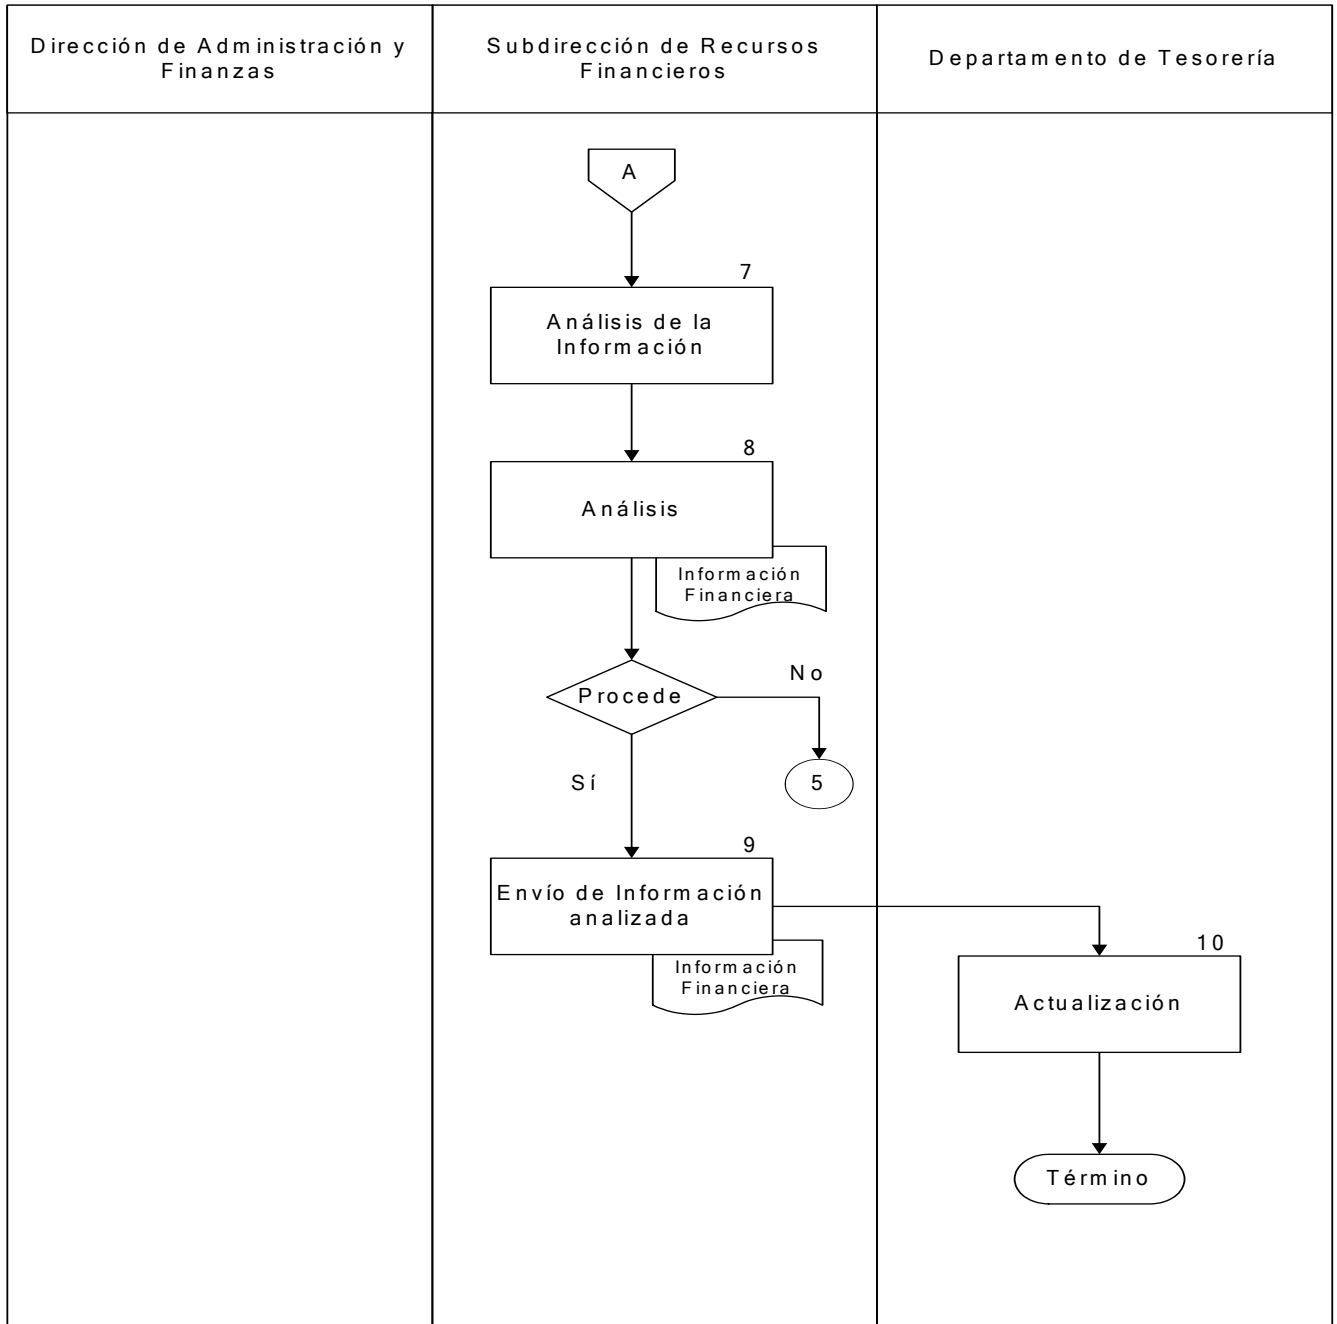 Dirección de Administración y
Finanzas
Subdirección de Recursos
Financieros
Departamento de Tesorería
A
7
Análisis de la
Información
8
Análisis
Información
Financiera
Procede
No
Sí
5
9
Envío de Información
analizada
Información
Financiera
10
Actualización
Término